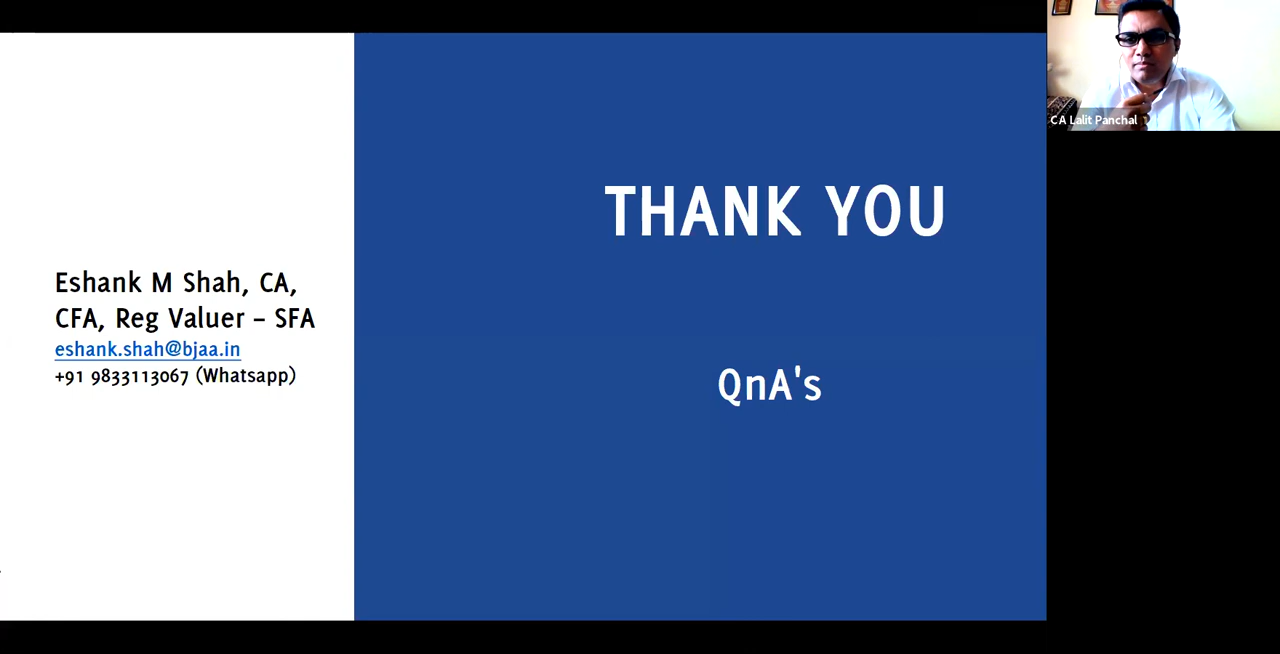 Eshank M Shah, CA,
CFA, Reg Valuer – SFA
eshank.shah@bjaa.in
+91 9833113067 (Whatsapp)
THANK YOU
QnA's
CA Lalit Panchal